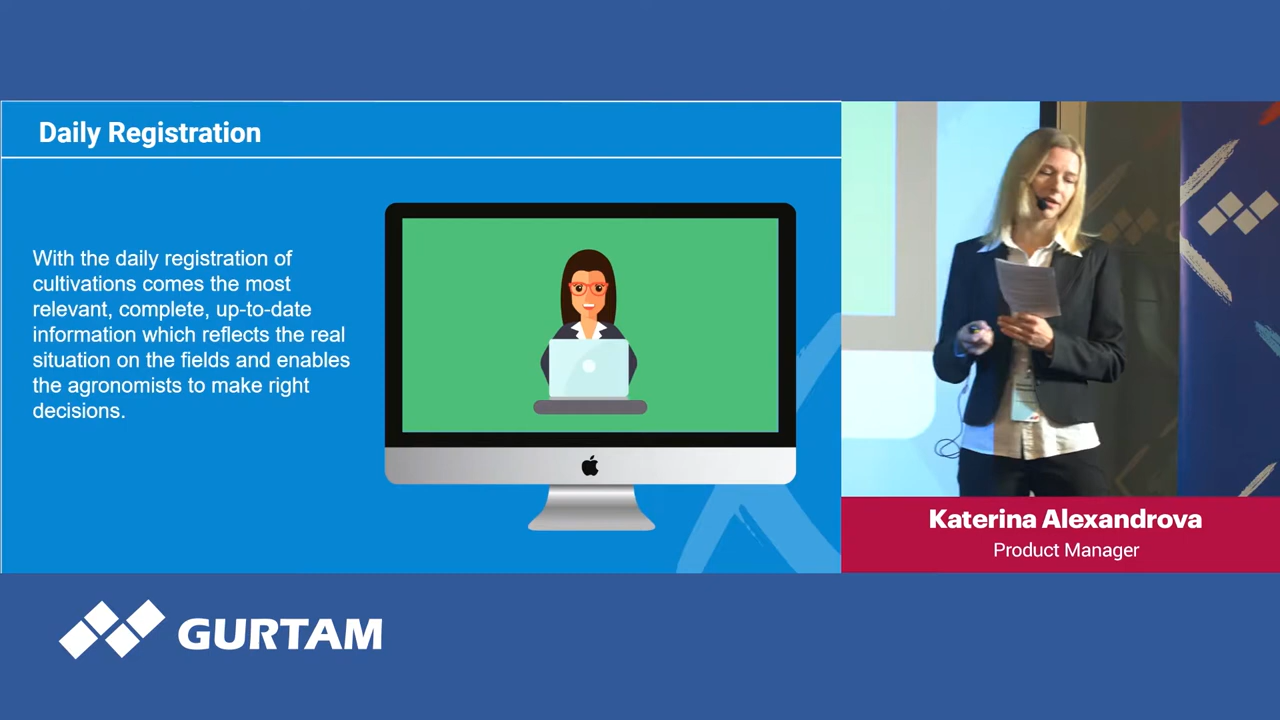 Daily Registration
With the daily registration of
cultivations comes the most
relevant, complete, up-to-date
information which reflects the real
situation on the fields and enables
the agronomists to make right
decisions.
Katerina Alexandrova
Product Manager
GURTAM